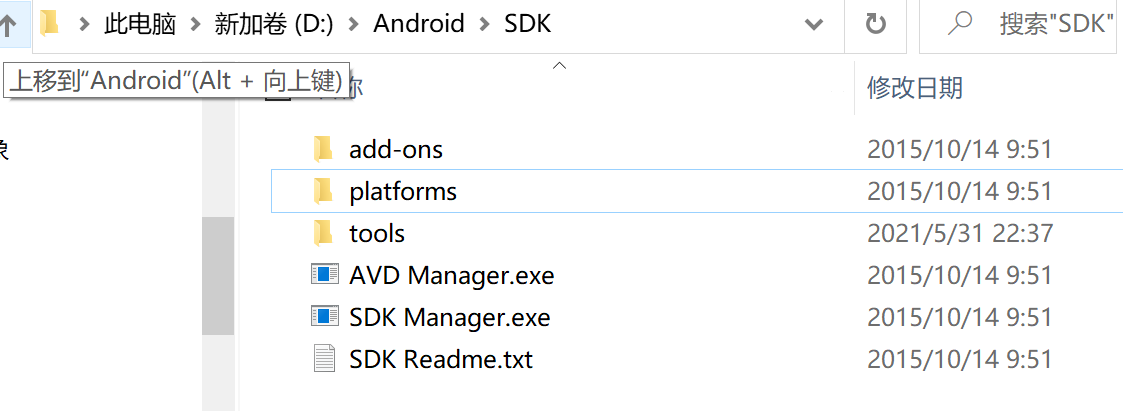 此电脑 新加卷 (D:) Android SDK 搜索"SDK"
上移到“Android”(Alt + 向上键) 称 修改日期
象
add-ons 2015/10/14 9:51
platforms 2015/10/14 9:51
tools 2021/5/31 22:37
AVD Manager.exe 2015/10/14 9:51
SDK Manager.exe 2015/10/14 9:51
SDK Readme.txt 2015/10/14 9:51